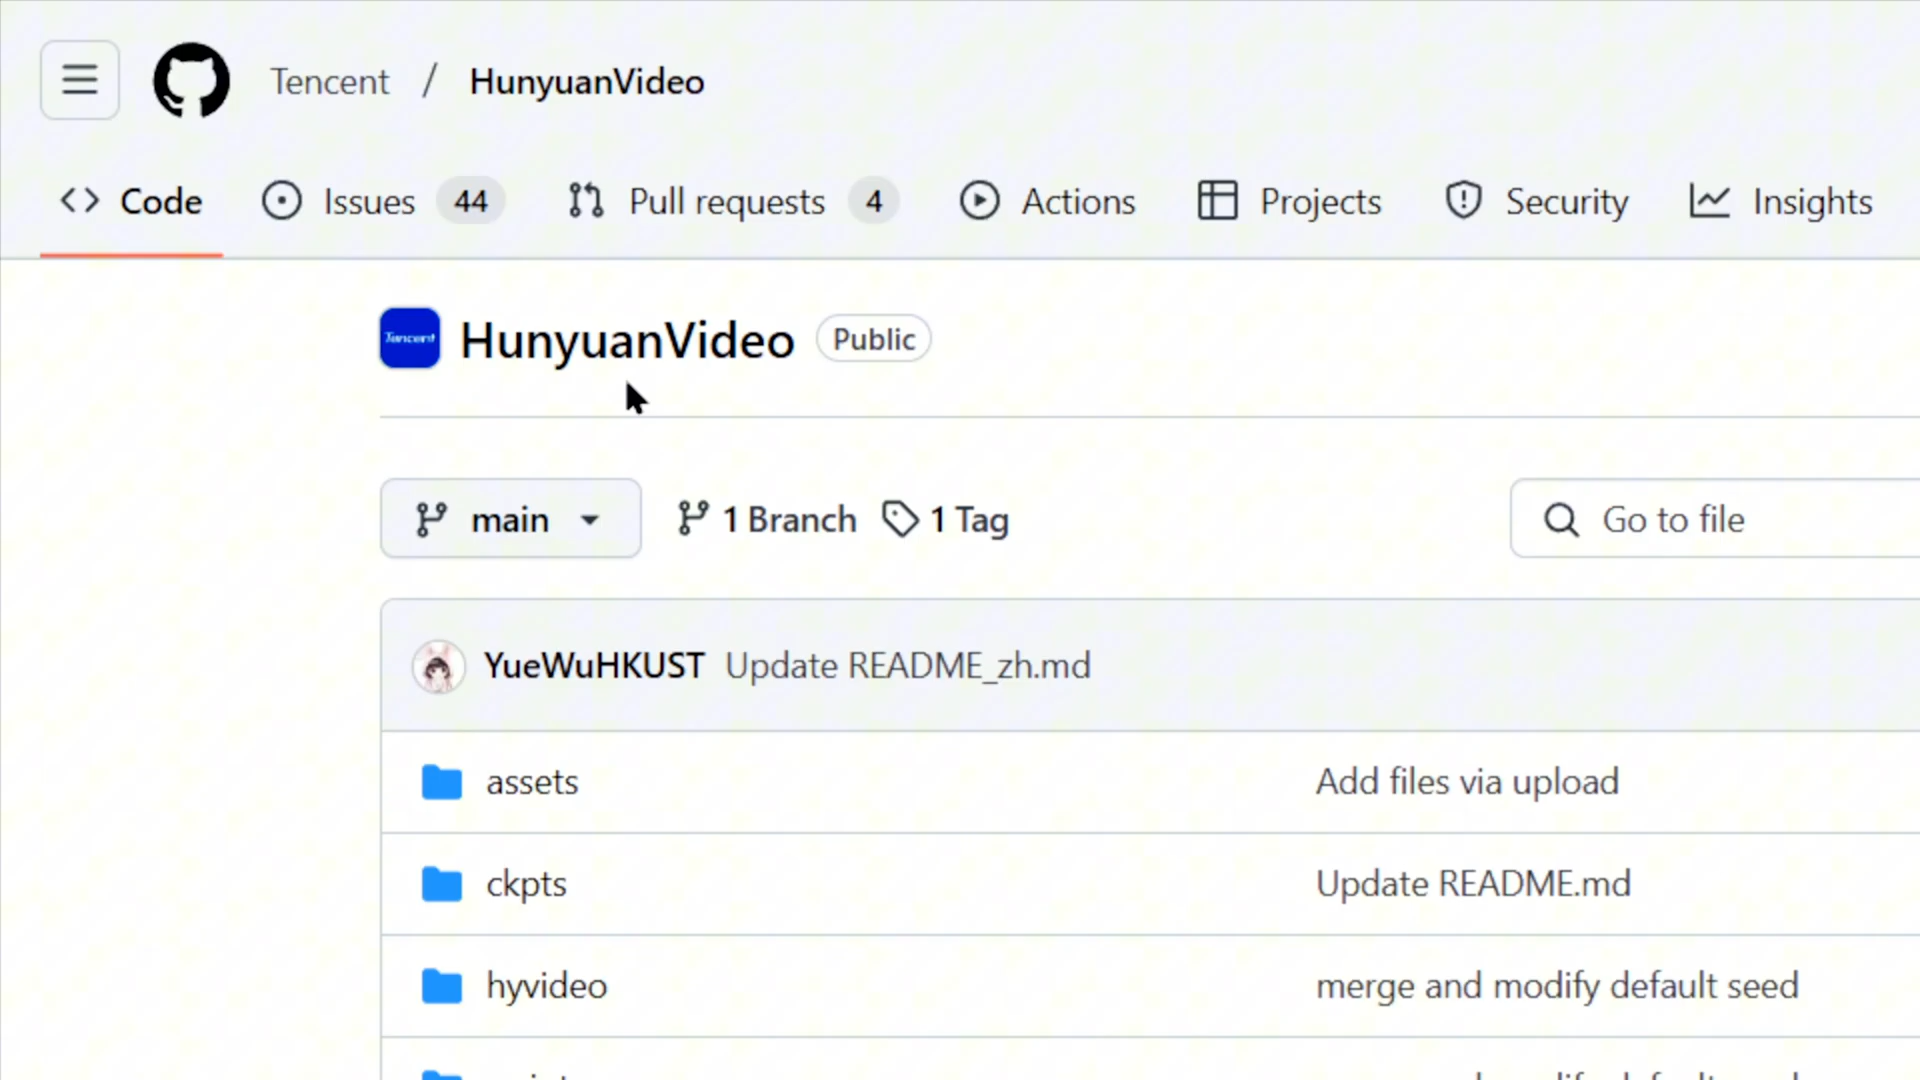 Tencent / HunyuanVideo
Code Issues 44 Pull requests 4 Actions Projects Security Insights
Tencent HunyuanVideo Public
main 1 Branch 1 Tag Go to file
YueWuHKUST Update README_zh.md
assets Add files via upload
ckpts Update README.md
hyvideo merge and modify default seed